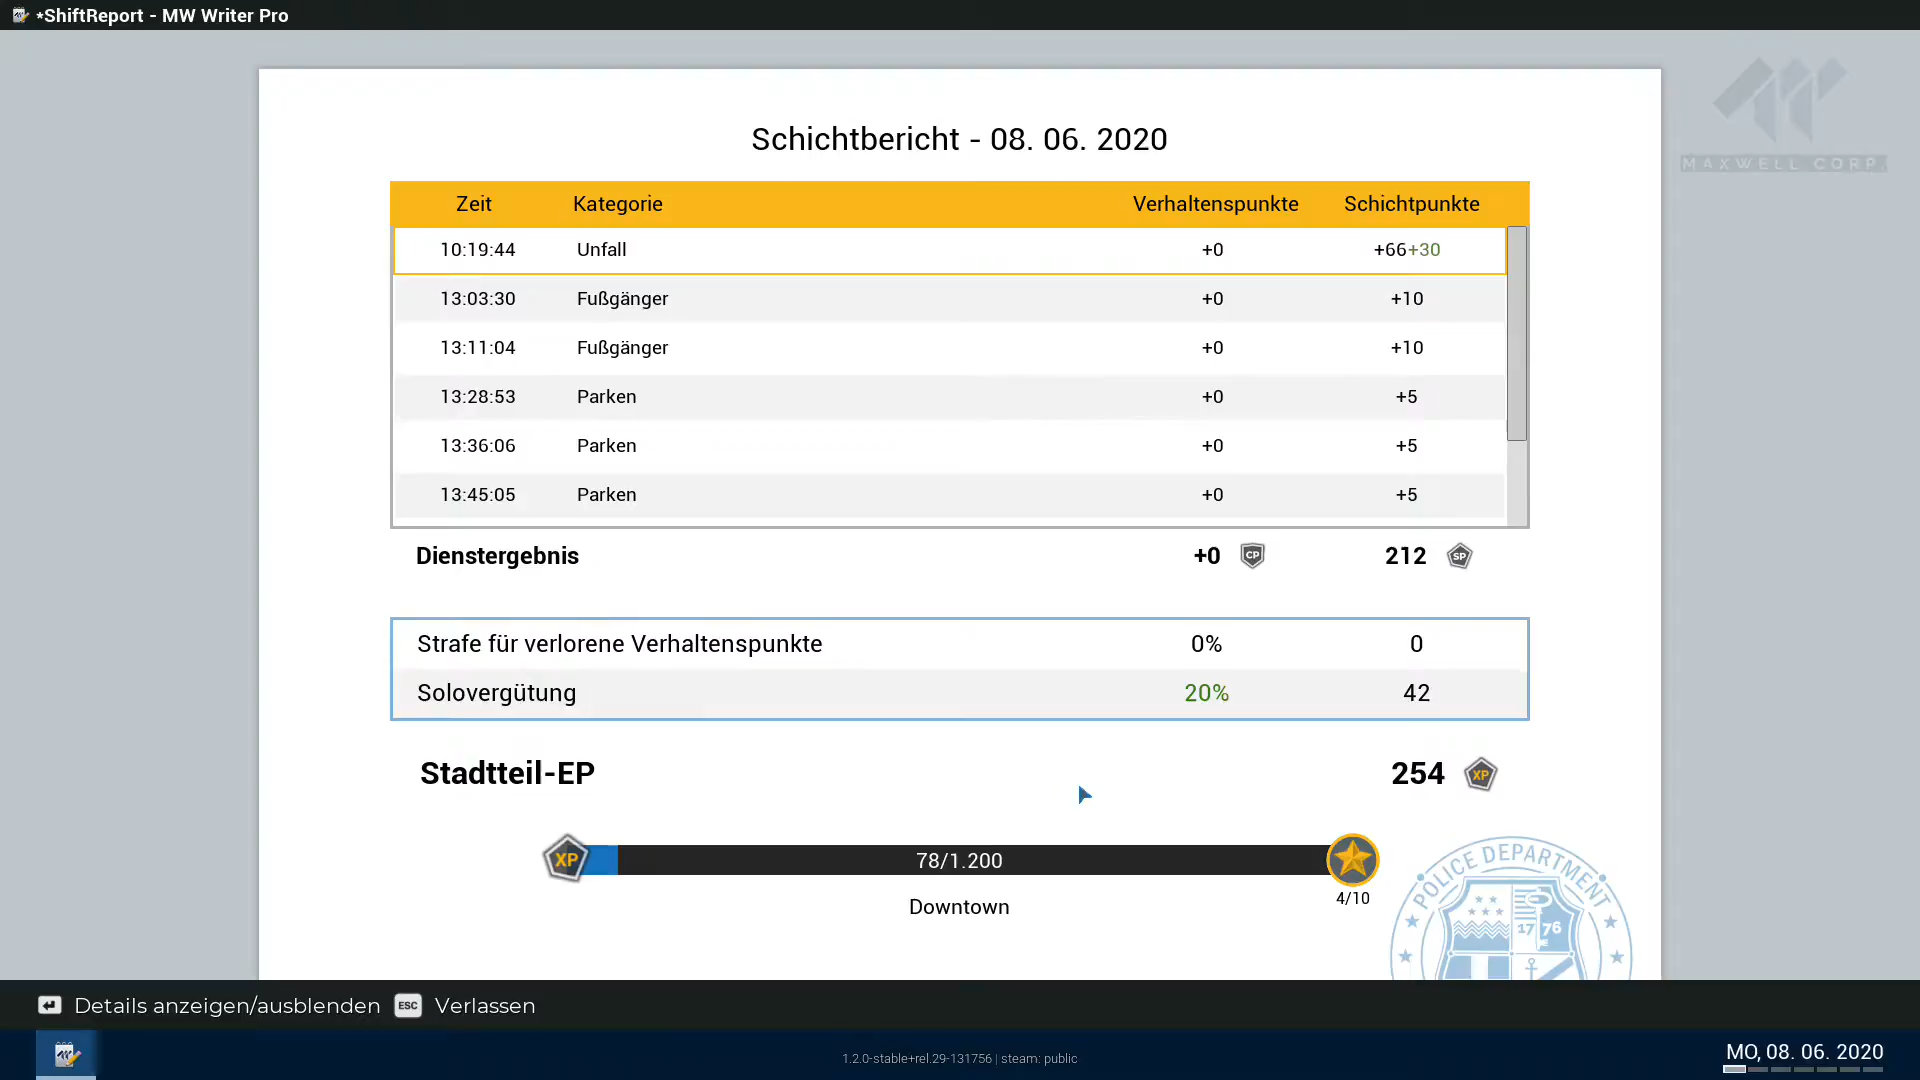 *ShiftReport - MW Writer Pro
MAXWELL CORP.
Schichtbericht - 08. 06. 2020
Zeit Kategorie Verhaltenspunkte Schichtpunkte
10:19:44 Unfall +0 +66+30
13:03:30 Fußgänger +0 +10
13:11:04 Fußgänger +0 +10
13:28:53 Parken +0 +5
13:36:06 Parken +0 +5
13:45:05 Parken +0 +5
Dienstergebnis +0 CP 212 SP
Strafe für verlorene Verhaltenspunkte 0% 0
Solovergütung 20% 42
Stadtteil-EP 254 XP
XP 78/1.200
4/10
Downtown
POLICE DEPARTMENT
17 76
Details anzeigen/ausblenden ESC Verlassen
1.2.0-stable+rel.29-131756 | steam: public
MO, 08. 06. 2020